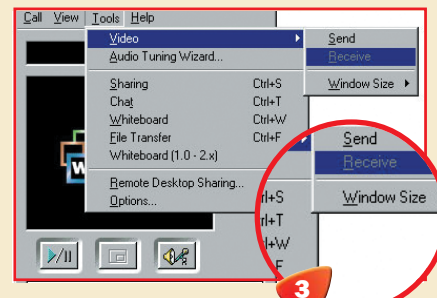 Call View Tools Help
Video
Audio Tuning Wizard...
Sharing Ctrl+S
Chat Ctrl+T
Whiteboard Ctrl+W
File Transfer Ctrl+F
Whiteboard (1.0 - 2.x)
Remote Desktop Sharing...
Options...
Send
Receive
Window Size
Send
Receive
Window Size
rl+S
rl+T
rl+W
F
3